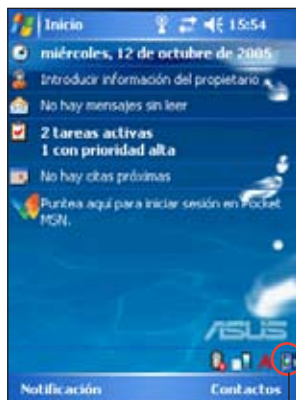 Inicio 15:54
miércoles, 12 de octubre de 2005
Introducir información del propietario
No hay mensajes sin leer
2 tareas activas
1 con prioridad alta
No hay citas próximas
Puntea aquí para iniciar sesión en Pocket
MSN.
ASUS
Notificación Contactos